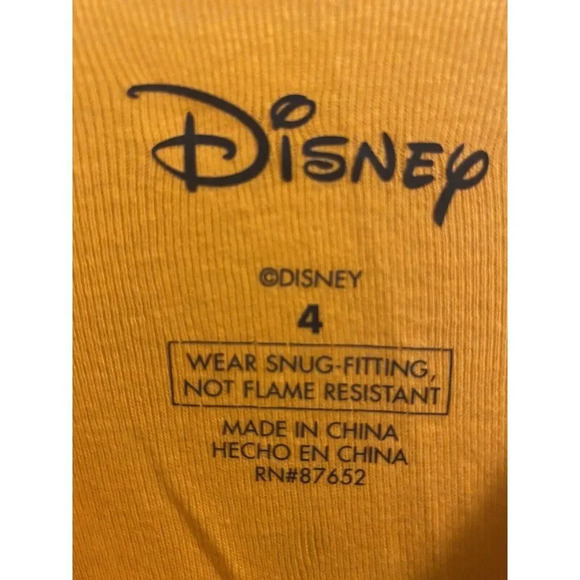 Disney
©DISNEY
4
WEAR SNUG-FITTING,
NOT FLAME RESISTANT
MADE IN CHINA
HECHO EN CHINA
RN#87652